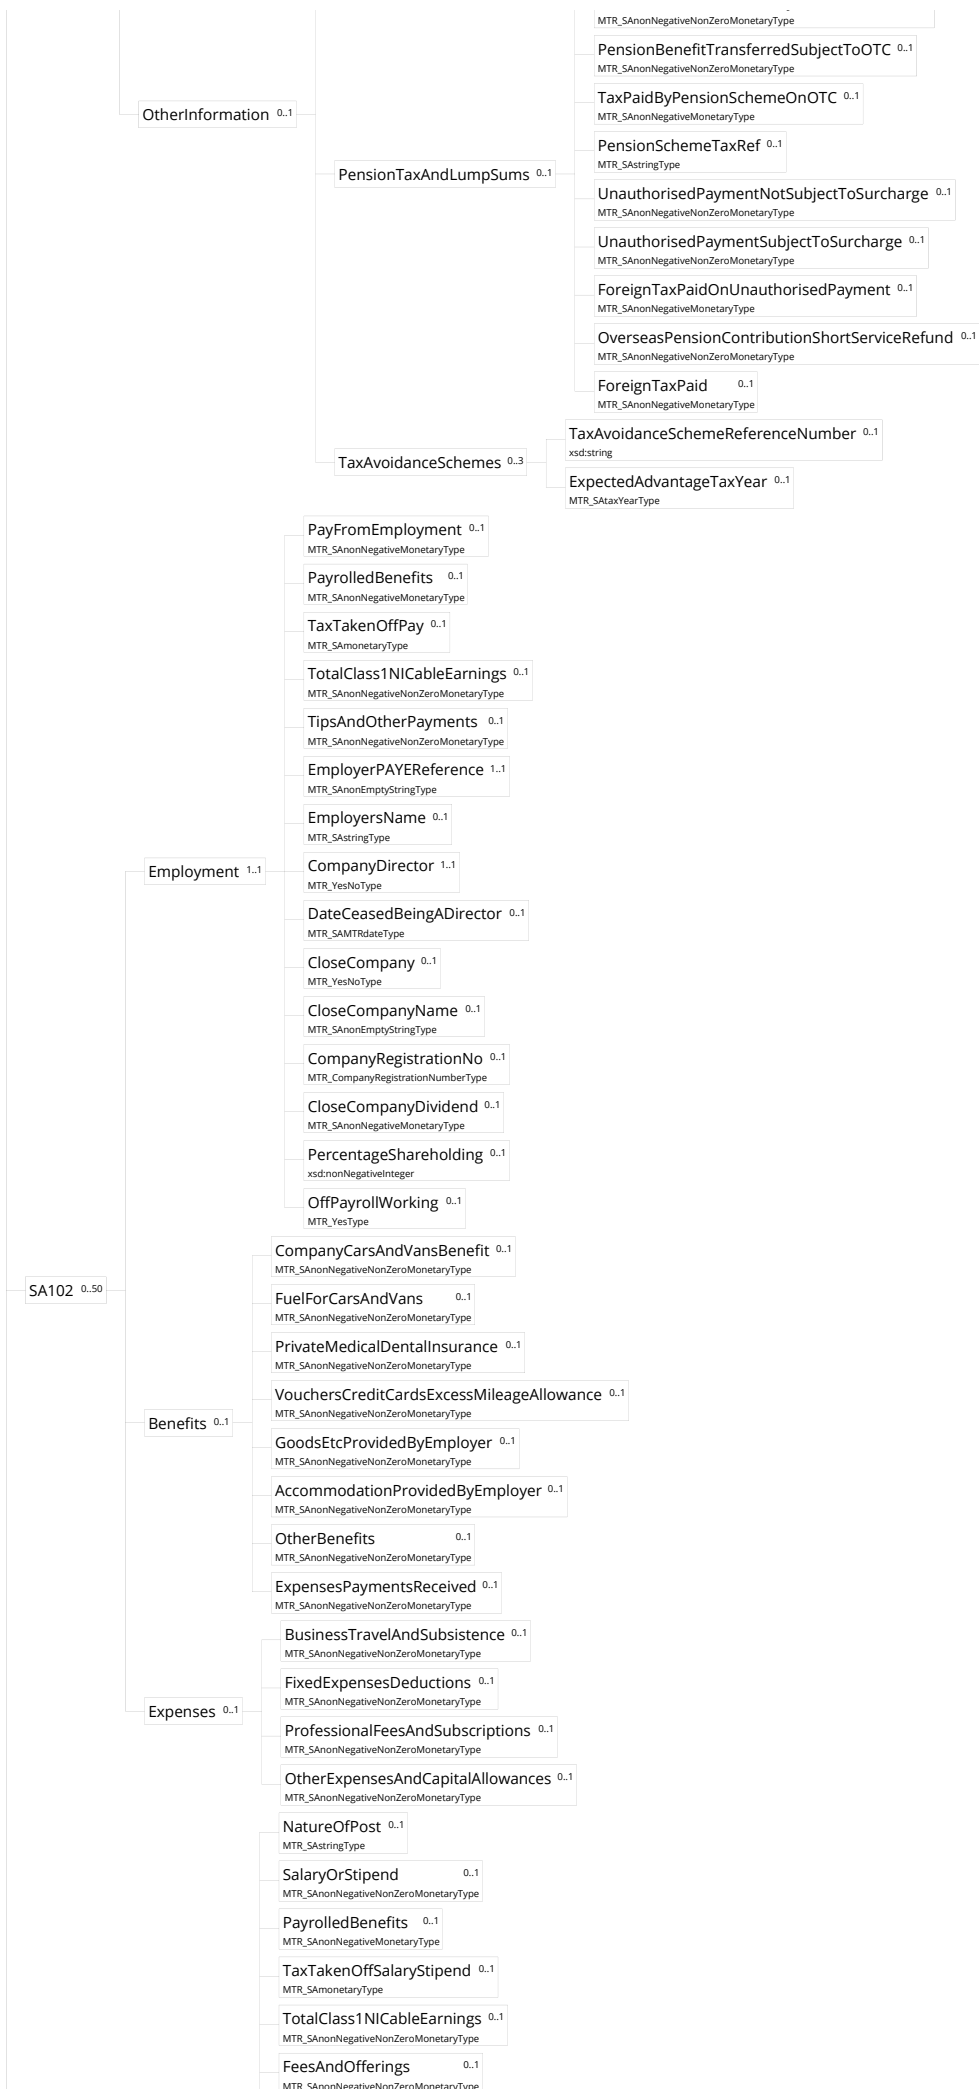 MTR_SAnonNegativeNonZeroMonetaryType
PensionBenefitTransferredSubjectToOTC 0..1
MTR_SAnonNegativeNonZeroMonetaryType
TaxPaidByPensionSchemeOnOTC 0..1
MTR_SAnonNegativeMonetaryType
OtherInformation 0..1
PensionSchemeTaxRef 0..1
MTR_SAstringType
PensionTaxAndLumpSums 0..1
UnauthorisedPaymentNotSubjectToSurcharge 0..1
MTR_SAnonNegativeNonZeroMonetaryType
UnauthorisedPaymentSubjectToSurcharge 0..1
MTR_SAnonNegativeNonZeroMonetaryType
ForeignTaxPaidOnUnauthorisedPayment 0..1
MTR_SAnonNegativeMonetaryType
OverseasPensionContributionShortServiceRefund 0..1
MTR_SAnonNegativeNonZeroMonetaryType
ForeignTaxPaid 0..1
MTR_SAnonNegativeMonetaryType
TaxAvoidanceSchemes 0..3
TaxAvoidanceSchemeReferenceNumber 0..1
xsd:string
ExpectedAdvantageTaxYear 0..1
MTR_SAtaxYearType
PayFromEmployment 0..1
MTR_SAnonNegativeMonetaryType
PayrolledBenefits 0..1
MTR_SAnonNegativeMonetaryType
TaxTakenOffPay 0..1
MTR_SAmonetaryType
TotalClass1NICableEarnings 0..1
MTR_SAnonNegativeNonZeroMonetaryType
TipsAndOtherPayments 0..1
MTR_SAnonNegativeNonZeroMonetaryType
EmployerPAYEReference 1..1
MTR_SAnonEmptyStringType
EmployersName 0..1
MTR_SAstringType
Employment 1..1
CompanyDirector 1..1
MTR_YesNoType
DateCeasedBeingADirector 0..1
MTR_SAMTRdateType
CloseCompany 0..1
MTR_YesNoType
CloseCompanyName 0..1
MTR_SAnonEmptyStringType
CompanyRegistrationNo 0..1
MTR_CompanyRegistrationNumberType
CloseCompanyDividend 0..1
MTR_SAnonNegativeMonetaryType
PercentageShareholding 0..1
xsd:nonNegativeInteger
OffPayrollWorking 0..1
MTR_YesType
SA102 0..50
CompanyCarsAndVansBenefit 0..1
MTR_SAnonNegativeNonZeroMonetaryType
FuelForCarsAndVans 0..1
MTR_SAnonNegativeNonZeroMonetaryType
PrivateMedicalDentalInsurance 0..1
MTR_SAnonNegativeNonZeroMonetaryType
VouchersCreditCardsExcessMileageAllowance 0..1
MTR_SAnonNegativeNonZeroMonetaryType
Benefits 0..1
GoodsEtcProvidedByEmployer 0..1
MTR_SAnonNegativeNonZeroMonetaryType
AccommodationProvidedByEmployer 0..1
MTR_SAnonNegativeNonZeroMonetaryType
OtherBenefits 0..1
MTR_SAnonNegativeNonZeroMonetaryType
ExpensesPaymentsReceived 0..1
MTR_SAnonNegativeNonZeroMonetaryType
BusinessTravelAndSubsistence 0..1
MTR_SAnonNegativeNonZeroMonetaryType
FixedExpensesDeductions 0..1
MTR_SAnonNegativeNonZeroMonetaryType
Expenses 0..1
ProfessionalFeesAndSubscriptions 0..1
MTR_SAnonNegativeNonZeroMonetaryType
OtherExpensesAndCapitalAllowances 0..1
MTR_SAnonNegativeNonZeroMonetaryType
NatureOfPost 0..1
MTR_SAstringType
SalaryOrStipend 0..1
MTR_SAnonNegativeNonZeroMonetaryType
PayrolledBenefits 0..1
MTR_SAnonNegativeMonetaryType
TaxTakenOffSalaryStipend 0..1
MTR_SAmonetaryType
TotalClass1NICableEarnings 0..1
MTR_SAnonNegativeNonZeroMonetaryType
FeesAndOfferings 0..1
MTR_SAnonNegativeNonZeroMonetaryType